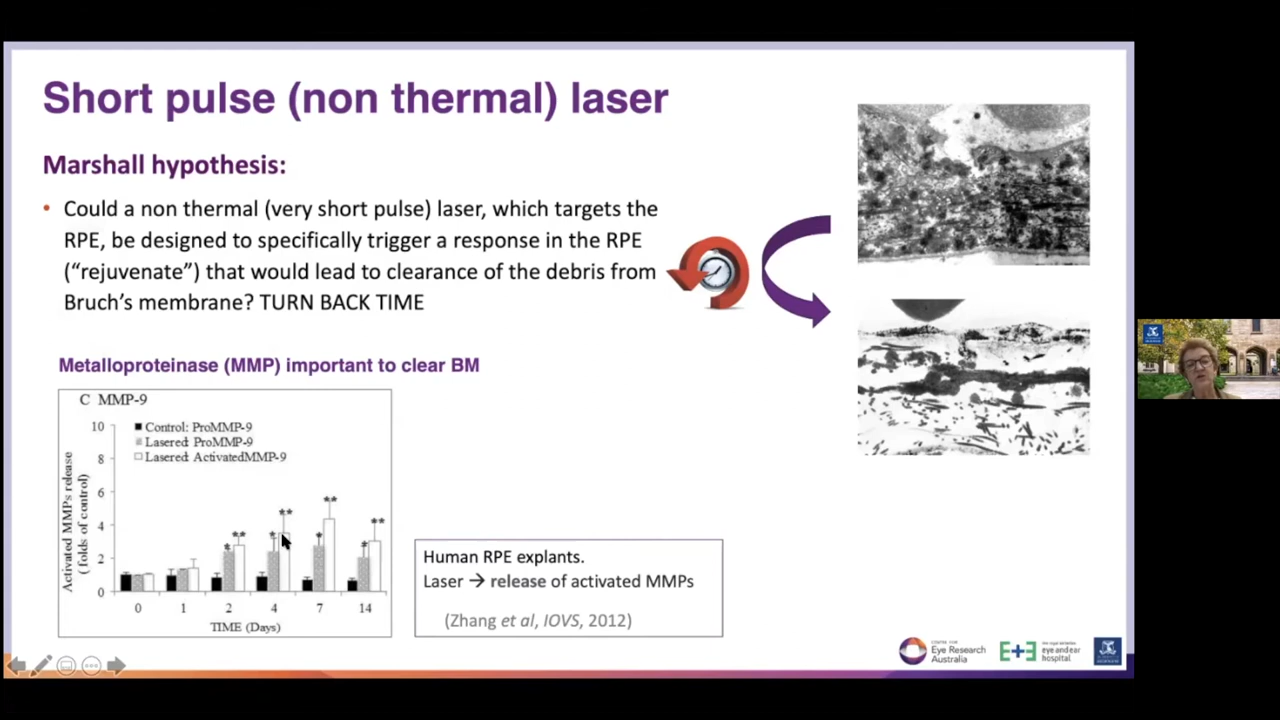 Short pulse (non thermal) laser
Marshall hypothesis:
• Could a non thermal (very short pulse) laser, which targets the
RPE, be designed to specifically trigger a response in the RPE
(“rejuvenate”) that would lead to clearance of the debris from
Bruch’s membrane? TURN BACK TIME
Metalloproteinase (MMP) important to clear BM
C MMP-9
Control: ProMMP-9
Lasered: ProMMP-9
Lasered: ActivatedMMP-9
Activated MMPs release
(folds of control)
10
8
6
4
2
0
* ** * ** * ** * **
0 1 2 4 7 14
TIME (Days)
Human RPE explants.
Laser → release of activated MMPs
(Zhang et al, IOVS, 2012)
Eye Research
Australia
E+E
eye and ear
hospital